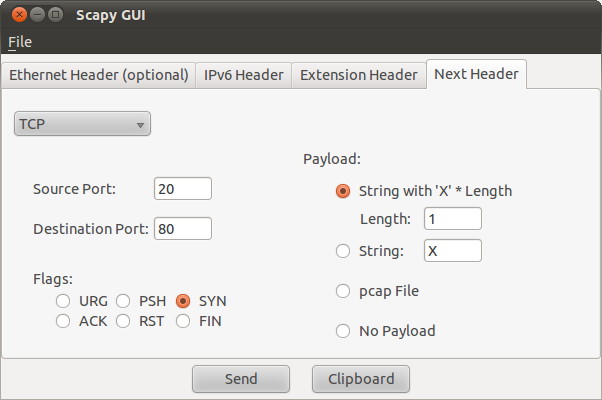 Scapy GUI
File
Ethernet Header (optional) IPv6 Header Extension Header Next Header
TCP
Payload:
Source Port: 20
String with 'X' * Length
Length: 1
Destination Port: 80
String: X
Flags:
URG PSH SYN
pcap File
ACK RST FIN
No Payload
Send Clipboard